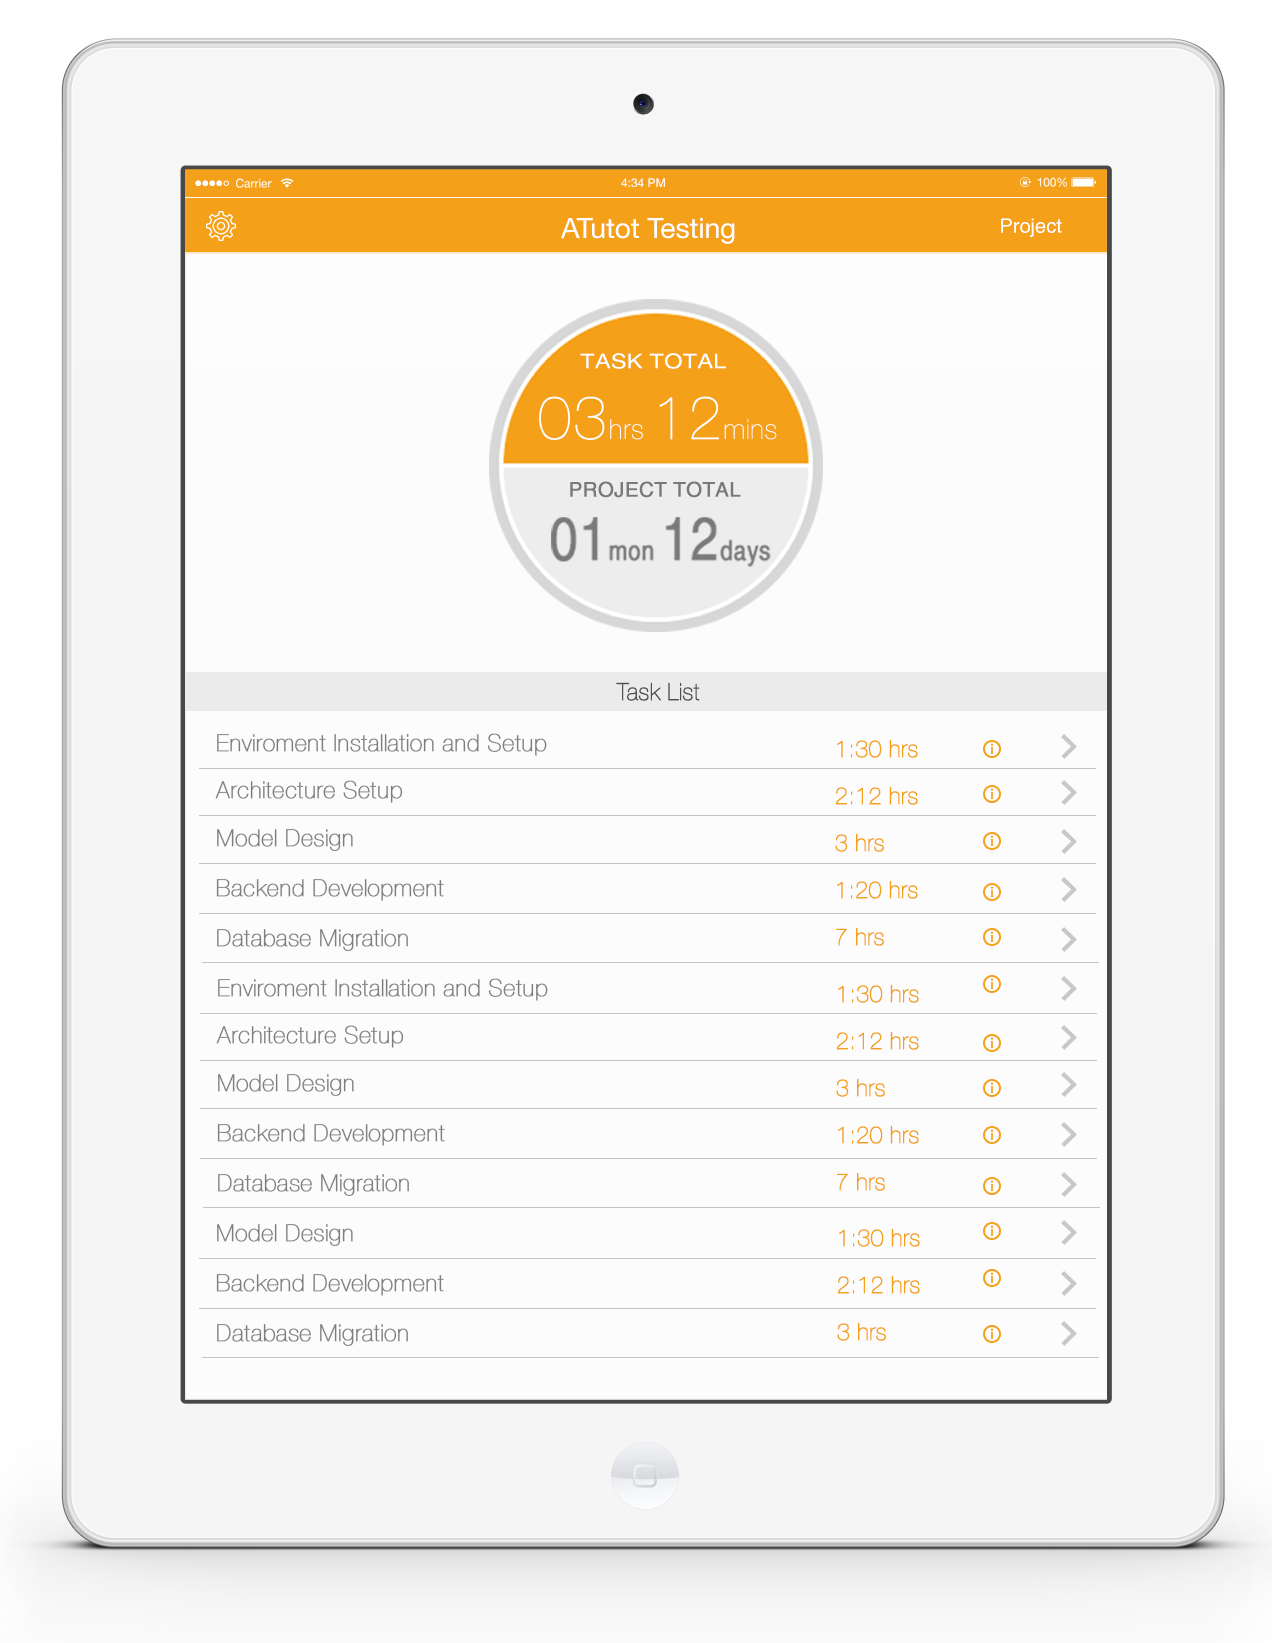 Carrier 4:34 PM 100%
ATutot Testing Project
TASK TOTAL
03hrs 12mins
PROJECT TOTAL
01mon 12days
Task List
Enviroment Installation and Setup 1:30 hrs
Architecture Setup 2:12 hrs
Model Design 3 hrs
Backend Development 1:20 hrs
Database Migration 7 hrs
Enviroment Installation and Setup 1:30 hrs
Architecture Setup 2:12 hrs
Model Design 3 hrs
Backend Development 1:20 hrs
Database Migration 7 hrs
Model Design 1:30 hrs
Backend Development 2:12 hrs
Database Migration 3 hrs